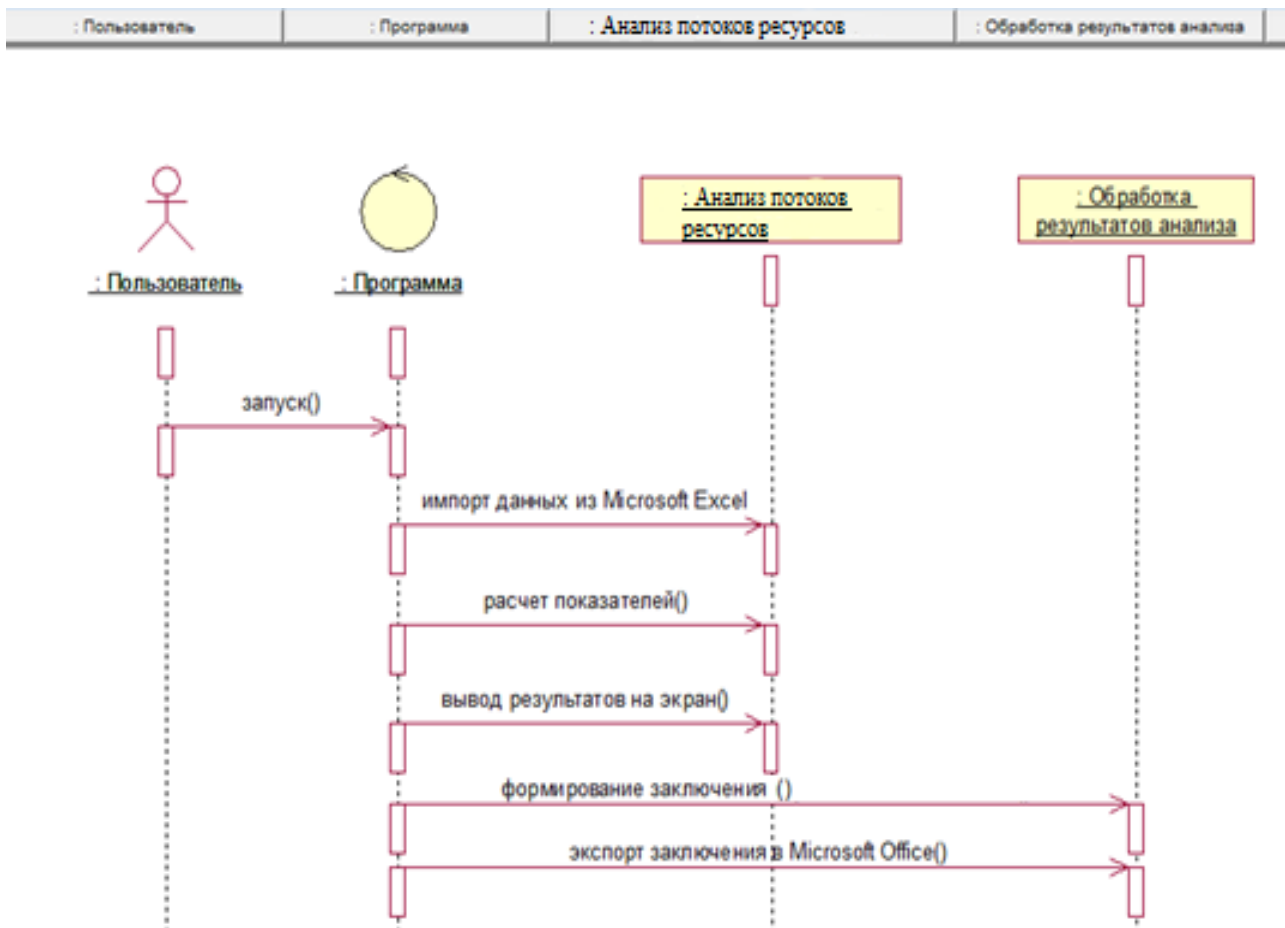 : Пользователь
: Программа
: Анализ потоков ресурсов
: Обработка результатов анализа
: Пользователь
: Программа
: Анализ потоков
ресурсов
: Обработка
результатов анализа
запуск()
импорт данных из Microsoft Excel
расчет показателей()
вывод результатов на экран()
формирование заключения ()
экспорт заключения в Microsoft Office()